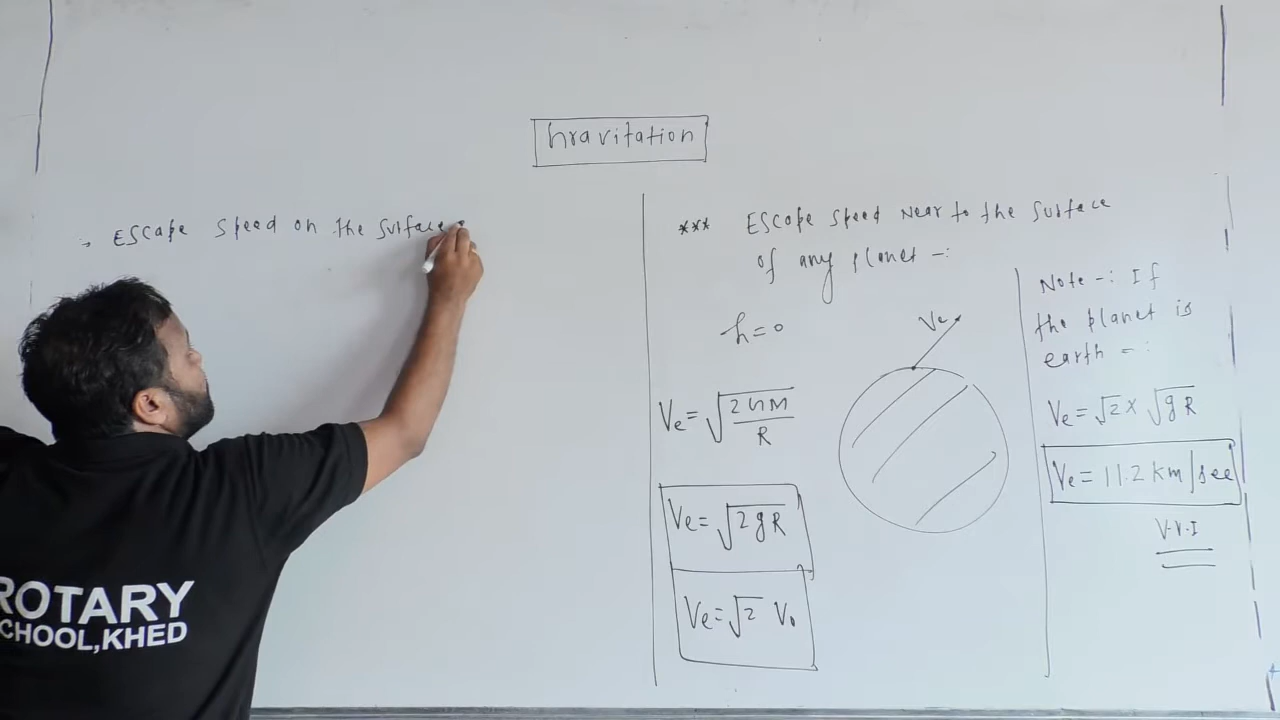 Gravitation
→ Escape speed on the surface
*** Escape speed Near to the surface
of any planet -:
h=0
Ve
Ve = √(2GM/R)
Ve = √(2gR)
Ve = √2 V₀
Note -: If
the planet is
earth -:
Ve = √2 × √(gR)
Ve = 11.2 km/sec
V.V.I
ROTARY
CHOOL,KHED